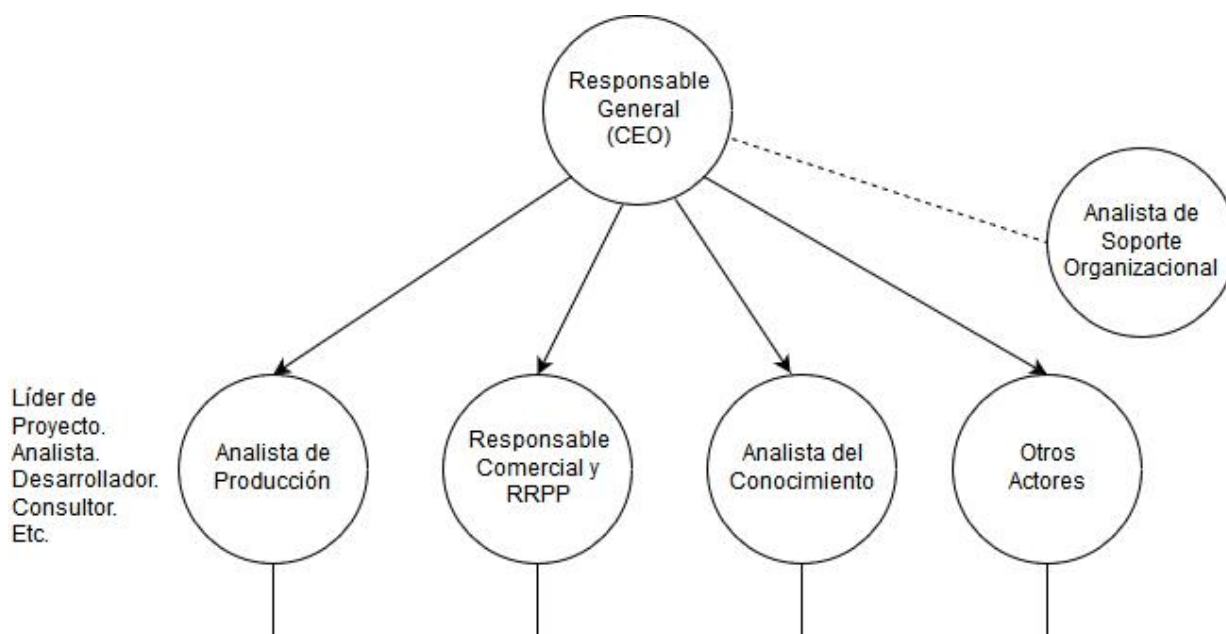 Responsable
General
(CEO)
Analista de
Soporte
Organizacional
Líder de
Proyecto.
Analista.
Desarrollador.
Consultor.
Etc.
Analista de
Producción
Responsable
Comercial y
RRPP
Analista del
Conocimiento
Otros
Actores